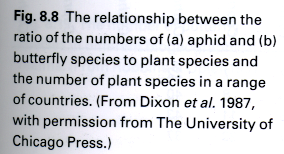 Fig. 8.8 The relationship between the
ratio of the numbers of (a) aphid and (b)
butterfly species to plant species and
the number of plant species in a range
of countries. (From Dixon et al. 1987,
with permission from The University of
Chicago Press.)